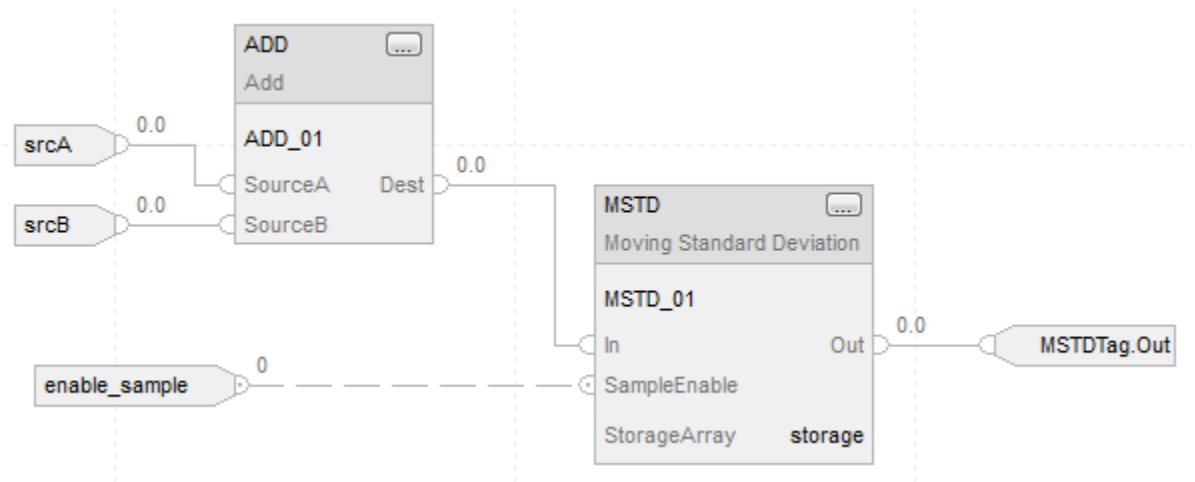 ADD ...
Add
0.0
srcA
ADD_01
0.0
SourceA Dest
0.0
srcB
SourceB
MSTD ...
Moving Standard Deviation
MSTD_01
0.0
In Out
MSTDTag.Out
0
enable_sample
SampleEnable
StorageArray storage